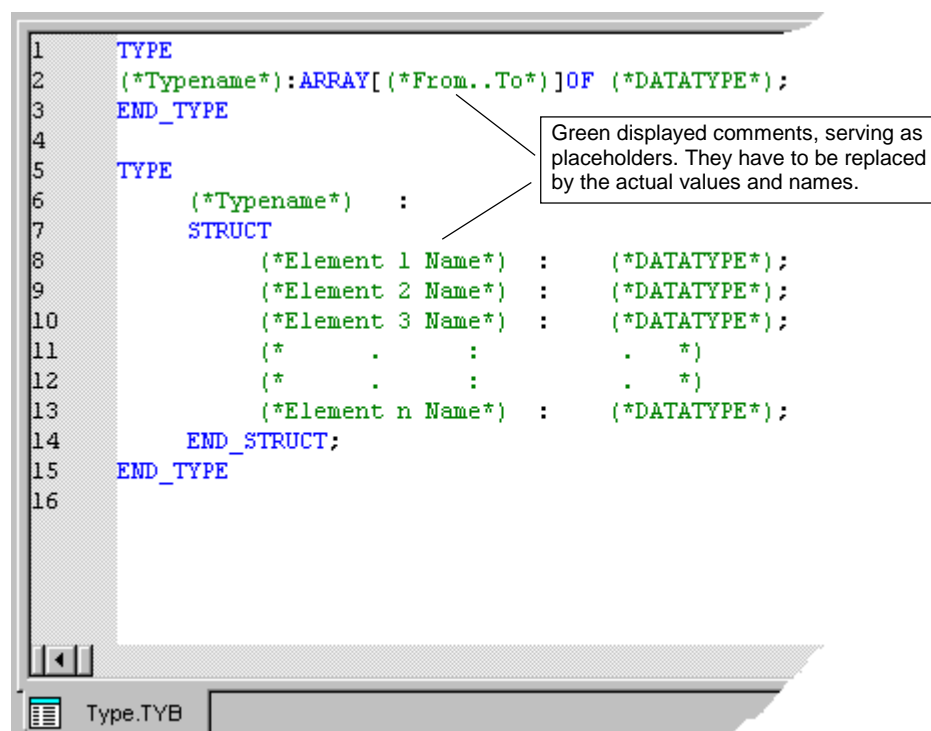 1 TYPE
2 (*Typename*):ARRAY[(*From..To*)]OF (*DATATYPE*);
3 END_TYPE
4
5 TYPE
6 (*Typename*) :
7 STRUCT
8 (*Element 1 Name*) : (*DATATYPE*);
9 (*Element 2 Name*) : (*DATATYPE*);
10 (*Element 3 Name*) : (*DATATYPE*);
11 (* . : . *)
12 (* . : . *)
13 (*Element n Name*) : (*DATATYPE*);
14 END_STRUCT;
15 END_TYPE
16
Green displayed comments, serving as
placeholders. They have to be replaced
by the actual values and names.
Type.TYB